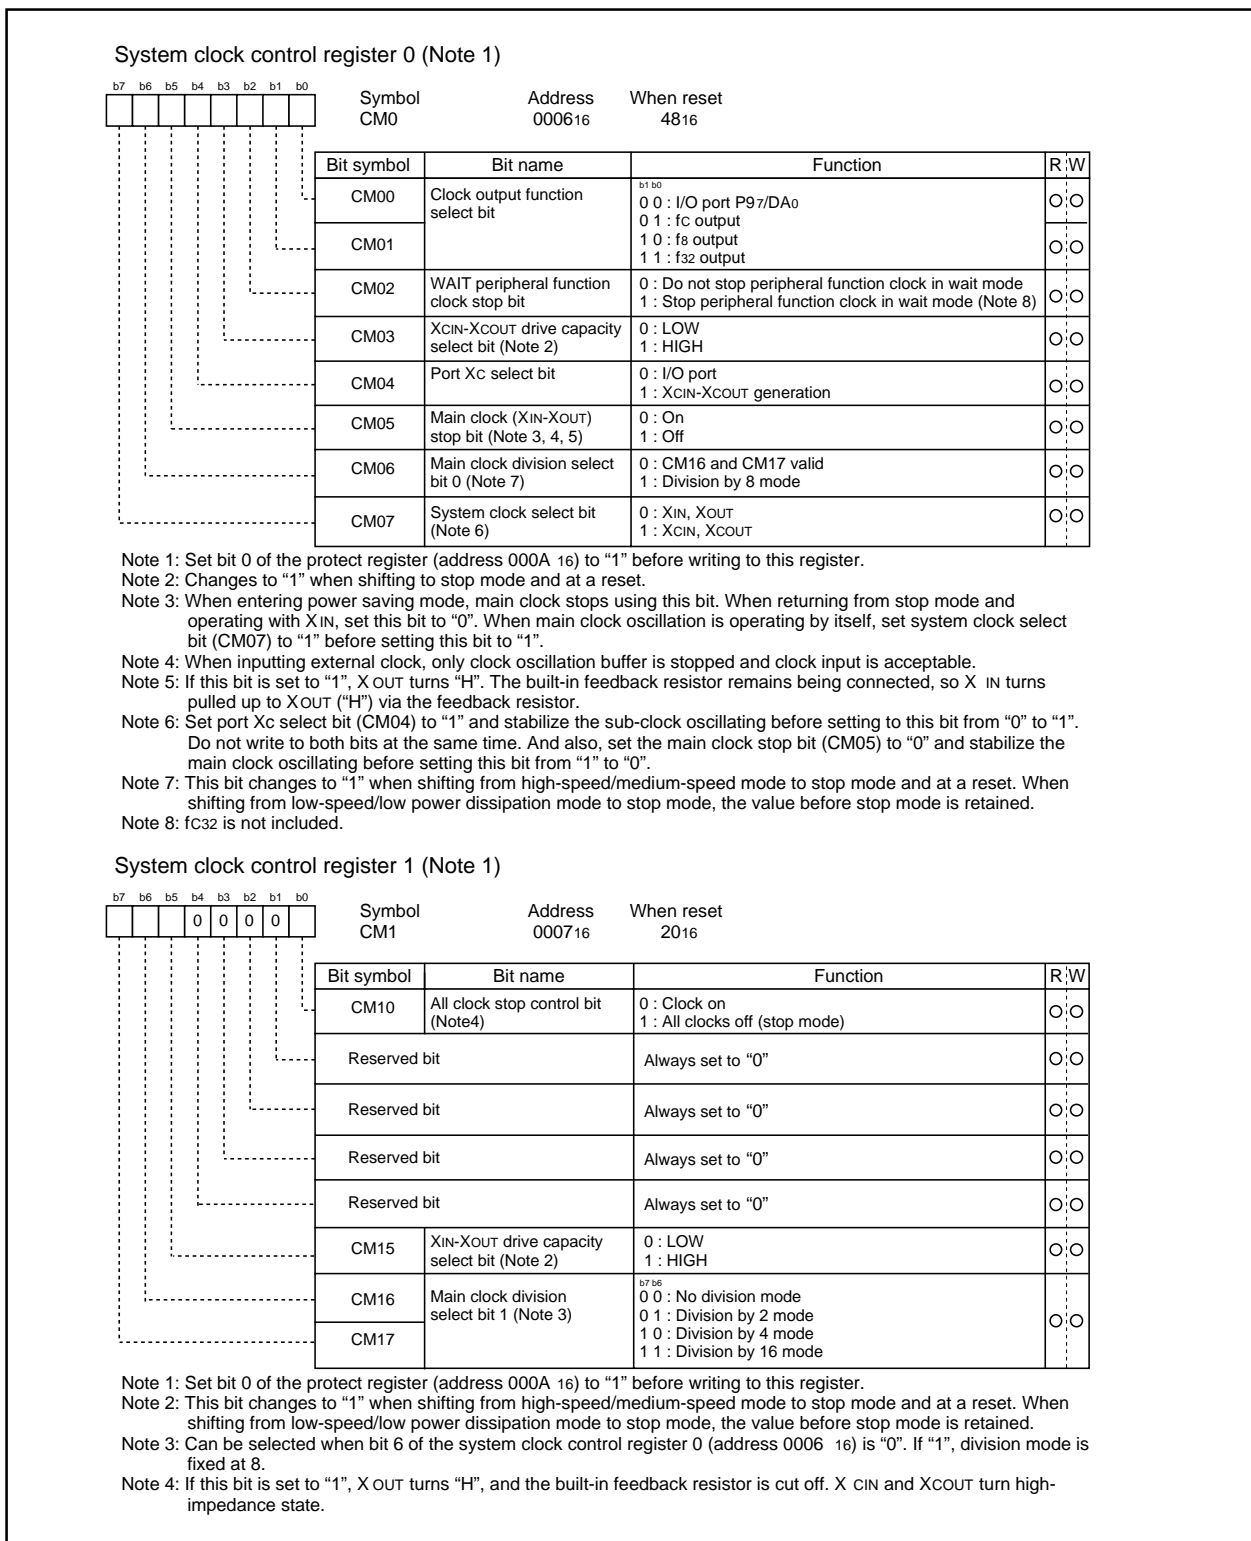 System clock control register 0 (Note 1)
b7 b6 b5 b4 b3 b2 b1 b0
Symbol Address When reset
CM0 000616 4816
Bit symbol Bit name Function R W
CM00 Clock output function select bit
b1 b0
0 0 : I/O port P97/DA0
0 1 : fC output
CM01
1 0 : f8 output
1 1 : f32 output
CM02 WAIT peripheral function clock stop bit
0 : Do not stop peripheral function clock in wait mode
1 : Stop peripheral function clock in wait mode (Note 8)
CM03 XCIN-XCOUT drive capacity select bit (Note 2)
0 : LOW
1 : HIGH
CM04 Port XC select bit
0 : I/O port
1 : XCIN-XCOUT generation
CM05 Main clock (XIN-XOUT) stop bit (Note 3, 4, 5)
0 : On
1 : Off
CM06 Main clock division select bit 0 (Note 7)
0 : CM16 and CM17 valid
1 : Division by 8 mode
CM07 System clock select bit (Note 6)
0 : XIN, XOUT
1 : XCIN, XCOUT
Note 1: Set bit 0 of the protect register (address 000A 16) to “1” before writing to this register.
Note 2: Changes to “1” when shifting to stop mode and at a reset.
Note 3: When entering power saving mode, main clock stops using this bit. When returning from stop mode and
operating with XIN, set this bit to “0”. When main clock oscillation is operating by itself, set system clock select
bit (CM07) to “1” before setting this bit to “1”.
Note 4: When inputting external clock, only clock oscillation buffer is stopped and clock input is acceptable.
Note 5: If this bit is set to “1”, X OUT turns “H”. The built-in feedback resistor remains being connected, so X IN turns
pulled up to XOUT (“H”) via the feedback resistor.
Note 6: Set port Xc select bit (CM04) to “1” and stabilize the sub-clock oscillating before setting to this bit from “0” to “1”.
Do not write to both bits at the same time. And also, set the main clock stop bit (CM05) to “0” and stabilize the
main clock oscillating before setting this bit from “1” to “0”.
Note 7: This bit changes to “1” when shifting from high-speed/medium-speed mode to stop mode and at a reset. When
shifting from low-speed/low power dissipation mode to stop mode, the value before stop mode is retained.
Note 8: fC32 is not included.
System clock control register 1 (Note 1)
b7 b6 b5 b4 b3 b2 b1 b0
0 0 0 0
Symbol Address When reset
CM1 000716 2016
Bit symbol Bit name Function R W
CM10 All clock stop control bit (Note4)
0 : Clock on
1 : All clocks off (stop mode)
Reserved bit Always set to “0”
Reserved bit Always set to “0”
Reserved bit Always set to “0”
Reserved bit Always set to “0”
CM15 XIN-XOUT drive capacity select bit (Note 2)
0 : LOW
1 : HIGH
CM16 Main clock division select bit 1 (Note 3)
b7 b6
0 0 : No division mode
0 1 : Division by 2 mode
CM17
1 0 : Division by 4 mode
1 1 : Division by 16 mode
Note 1: Set bit 0 of the protect register (address 000A 16) to “1” before writing to this register.
Note 2: This bit changes to “1” when shifting from high-speed/medium-speed mode to stop mode and at a reset. When
shifting from low-speed/low power dissipation mode to stop mode, the value before stop mode is retained.
Note 3: Can be selected when bit 6 of the system clock control register 0 (address 0006 16) is “0”. If “1”, division mode is
fixed at 8.
Note 4: If this bit is set to “1”, X OUT turns “H”, and the built-in feedback resistor is cut off. X CIN and XCOUT turn high-
impedance state.